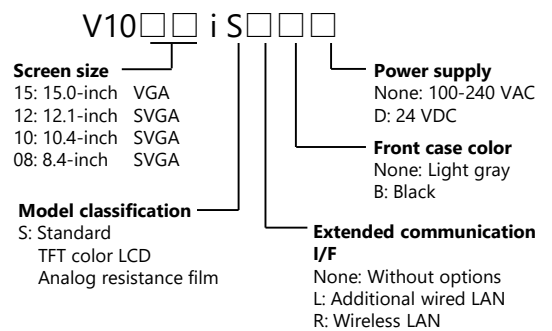 V10□□ i S□□□
Screen size
15: 15.0-inch VGA
12: 12.1-inch SVGA
10: 10.4-inch SVGA
08: 8.4-inch SVGA
Model classification
S: Standard
TFT color LCD
Analog resistance film
Power supply
None: 100-240 VAC
D: 24 VDC
Front case color
None: Light gray
B: Black
Extended communication
I/F
None: Without options
L: Additional wired LAN
R: Wireless LAN